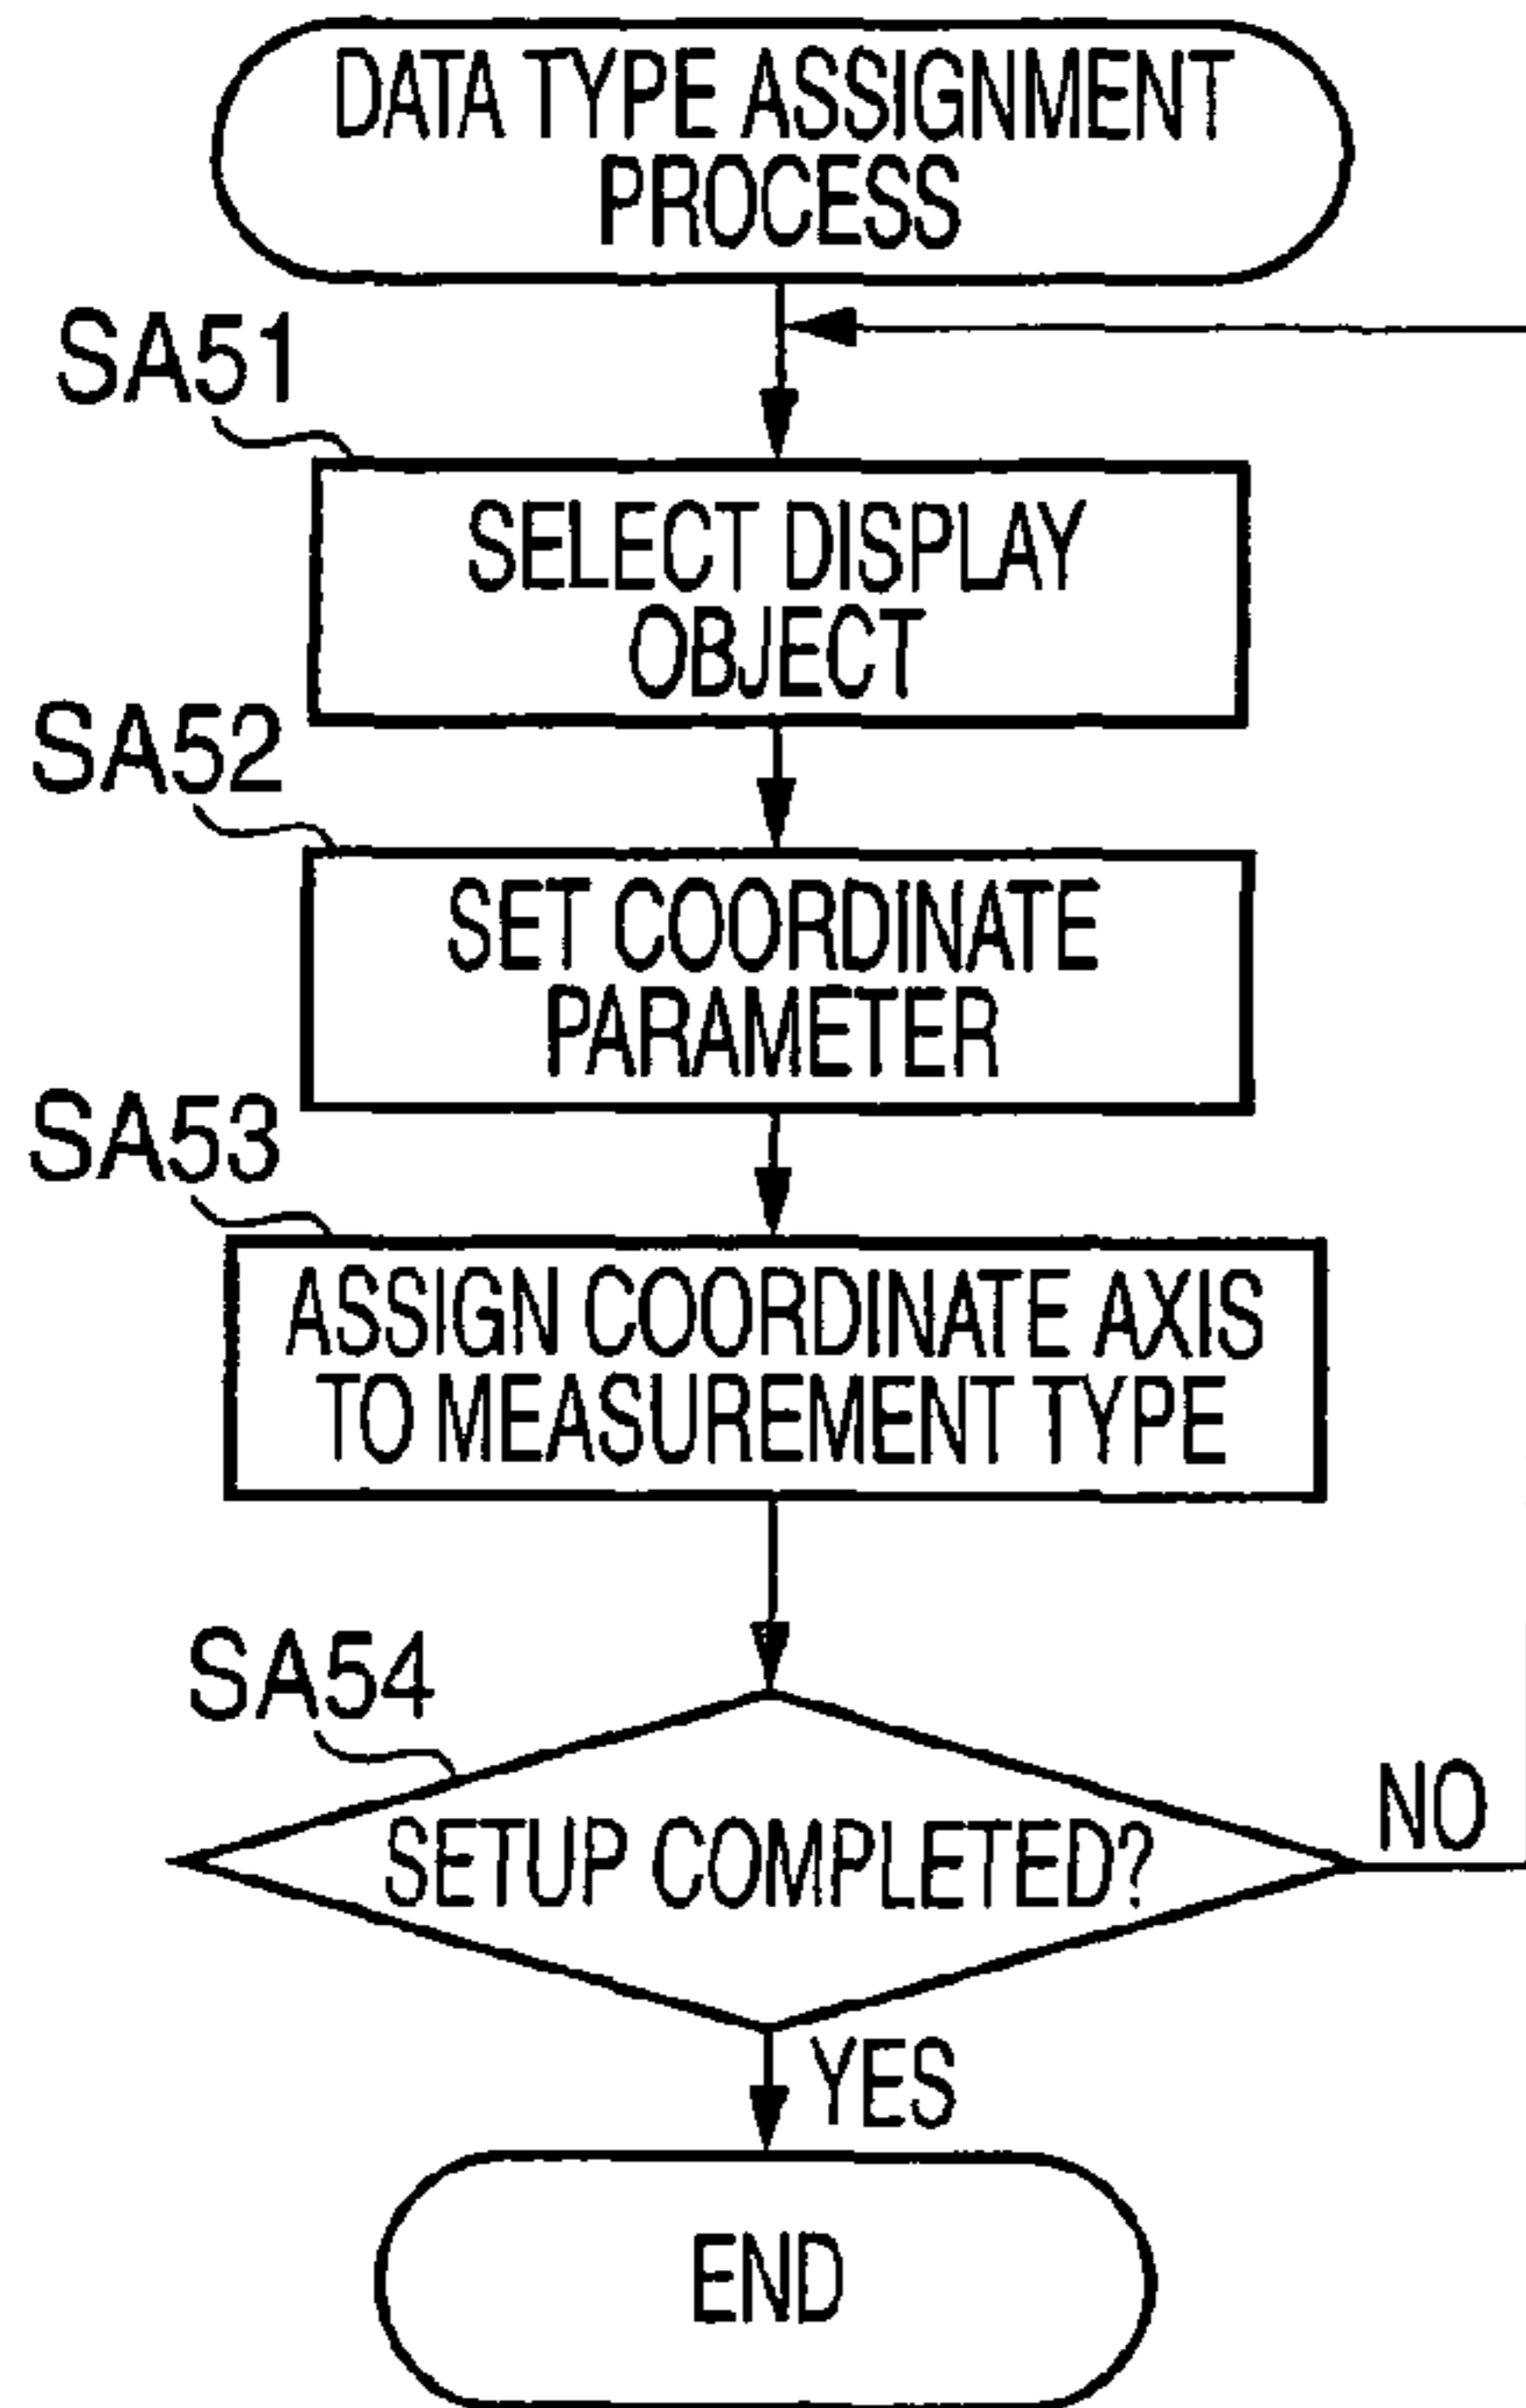 DATA TYPE ASSIGNMENT
PROCESS
SA51
SELECT DISPLAY
OBJECT
SA52
SET COORDINATE
PARAMETER
SA53
ASSIGN COORDINATE AXIS
TO MEASUREMENT TYPE
SA54
SETUP COMPLETED?
NO
YES
END